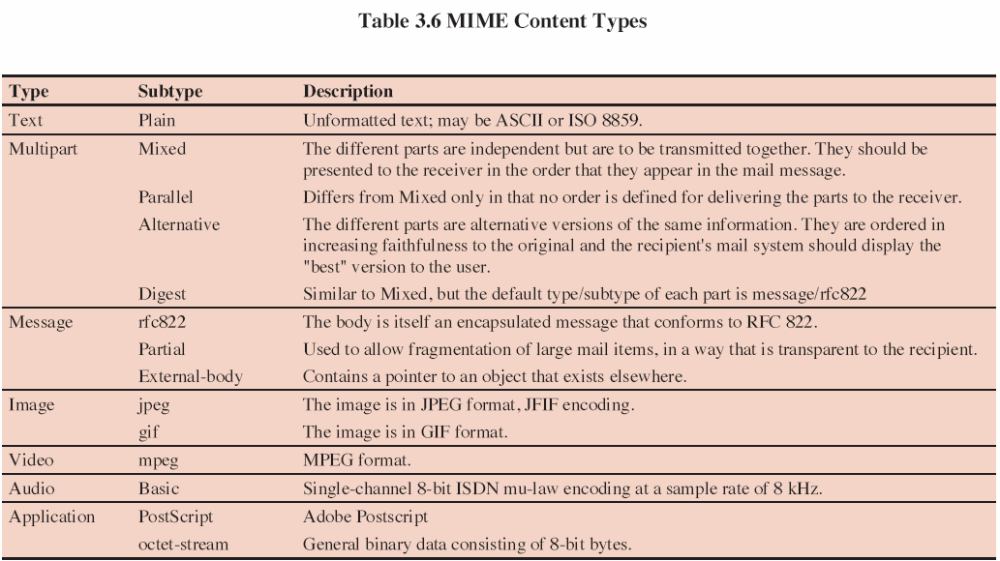 Table 3.6 MIME Content Types
Type Subtype Description
Text Plain Unformatted text; may be ASCII or ISO 8859.
Multipart Mixed The different parts are independent but are to be transmitted together. They should be
presented to the receiver in the order that they appear in the mail message.
Parallel Differs from Mixed only in that no order is defined for delivering the parts to the receiver.
Alternative The different parts are alternative versions of the same information. They are ordered in
increasing faithfulness to the original and the recipient's mail system should display the
"best" version to the user.
Digest Similar to Mixed, but the default type/subtype of each part is message/rfc822
Message rfc822 The body is itself an encapsulated message that conforms to RFC 822.
Partial Used to allow fragmentation of large mail items, in a way that is transparent to the recipient.
External-body Contains a pointer to an object that exists elsewhere.
Image jpeg The image is in JPEG format, JFIF encoding.
gif The image is in GIF format.
Video mpeg MPEG format.
Audio Basic Single-channel 8-bit ISDN mu-law encoding at a sample rate of 8 kHz.
Application PostScript Adobe Postscript
octet-stream General binary data consisting of 8-bit bytes.